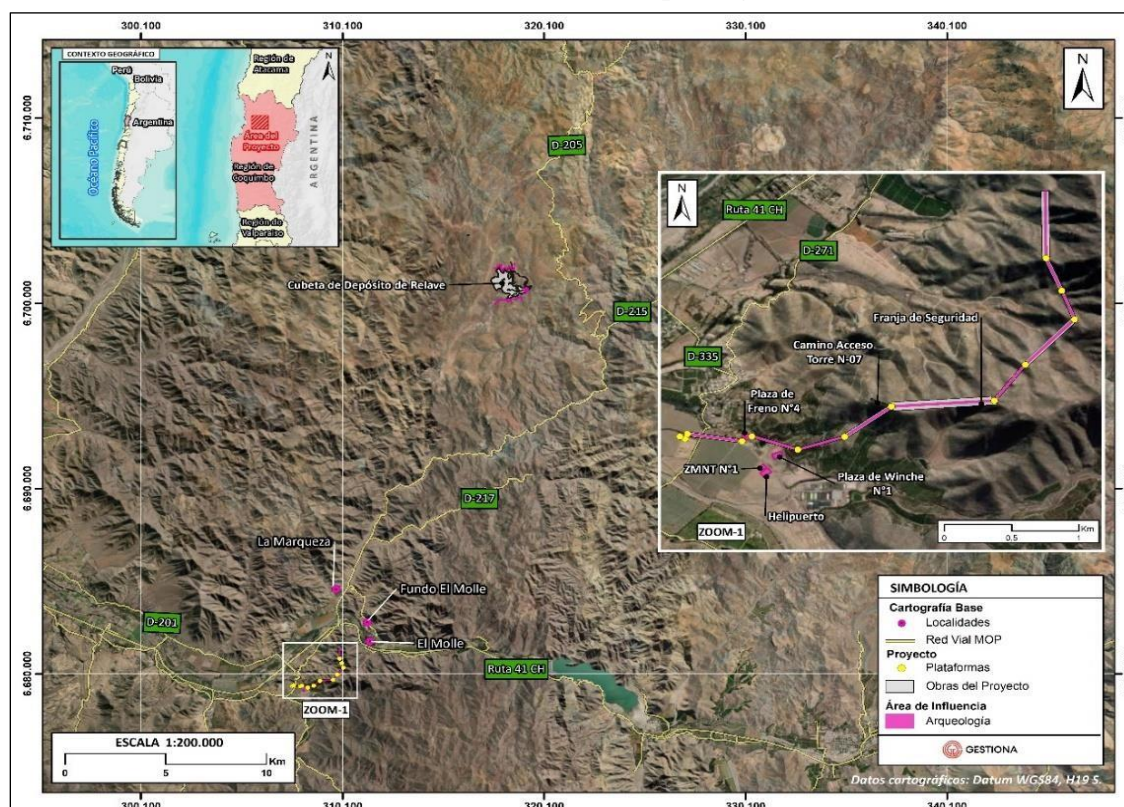 300.100
310.100
320.100
330.100
340.100
6.710.000
6.700.000
6.690.000
6.680.000
CONTEXTO GEOGRÁFICO
Perú
Bolivia
Argentina
Océano Pacífico
Región de
Atacama
Área del
Proyecto
Región de
Coquimbo
Región de
Valparaíso
ARGENTINA
N
N
D-205
Cubeta de Depósito de Relave
D-215
D-217
La Marqueza
Fundo El Molle
El Molle
D-201
Ruta 41 CH
ZOOM-1
N
Ruta 41 CH
D-271
Franja de Seguridad
Camino Acceso
Torre N-07
D-335
Plaza de
Freno N°4
ZMNT N°1
Plaza de Winche
N°1
Helipuerto
ZOOM-1
0 0.5 1 Km
SIMBOLOGÍA
Cartografía Base
Localidades
Red Vial MOP
Proyecto
Plataformas
Obras del Proyecto
Área de Influencia
Arqueología
GESTIONA
ESCALA 1:200.000
0 5 10 Km
Datos cartográficos: Datum WGS84, H19 S.
300.100
310.100
320.100
330.100
340.100